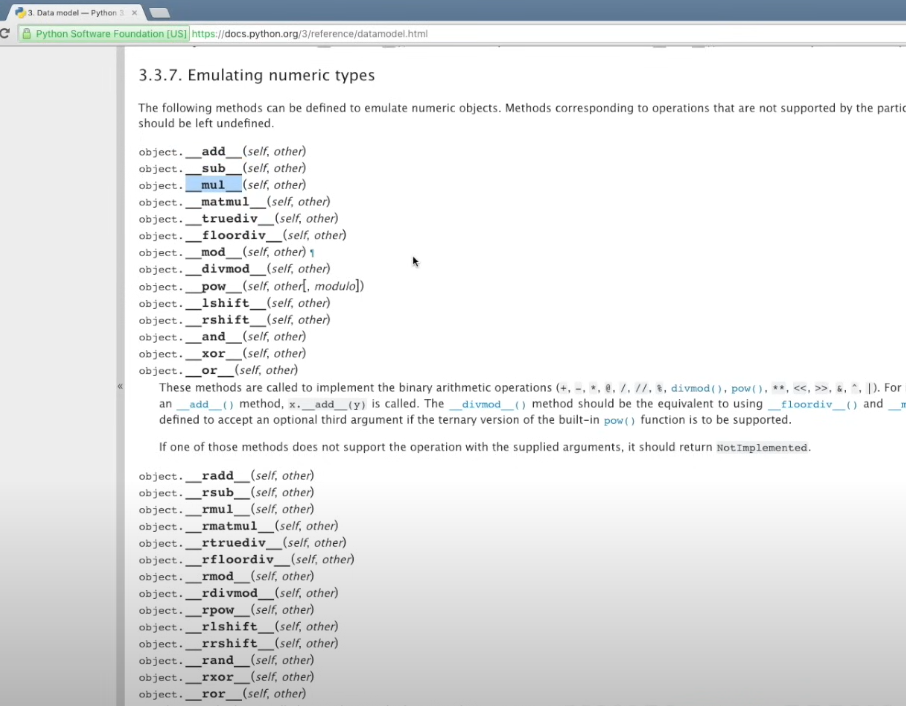 3. Data model — Python 3
Python Software Foundation [US] https://docs.python.org/3/reference/datamodel.html
3.3.7. Emulating numeric types
The following methods can be defined to emulate numeric objects. Methods corresponding to operations that are not supported by the partic
should be left undefined.
object.__add__(self, other)
object.__sub__(self, other)
object.__mul__(self, other)
object.__matmul__(self, other)
object.__truediv__(self, other)
object.__floordiv__(self, other)
object.__mod__(self, other) ¶
object.__divmod__(self, other)
object.__pow__(self, other[, modulo])
object.__lshift__(self, other)
object.__rshift__(self, other)
object.__and__(self, other)
object.__xor__(self, other)
object.__or__(self, other)
«
These methods are called to implement the binary arithmetic operations (+, -, *, @, /, //, %, divmod(), pow(), **, <<, >>, &, ^, |). For
an __add__() method, x.__add__(y) is called. The __divmod__() method should be the equivalent to using __floordiv__() and __m
defined to accept an optional third argument if the ternary version of the built-in pow() function is to be supported.
If one of those methods does not support the operation with the supplied arguments, it should return NotImplemented.
object.__radd__(self, other)
object.__rsub__(self, other)
object.__rmul__(self, other)
object.__rmatmul__(self, other)
object.__rtruediv__(self, other)
object.__rfloordiv__(self, other)
object.__rmod__(self, other)
object.__rdivmod__(self, other)
object.__rpow__(self, other)
object.__rlshift__(self, other)
object.__rrshift__(self, other)
object.__rand__(self, other)
object.__rxor__(self, other)
object.__ror__(self, other)